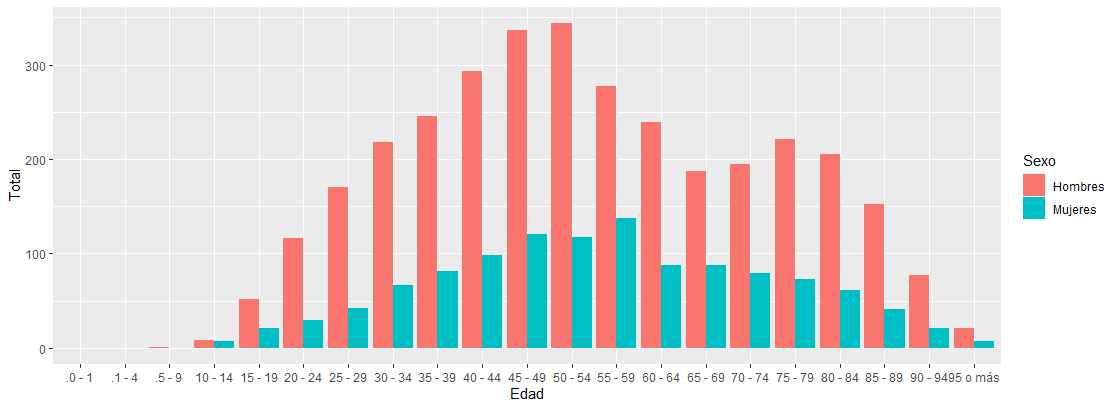 Total
300
200
100
0
.0 - 1 .1 - 4 .5 - 9 10 - 14 15 - 19 20 - 24 25 - 29 30 - 34 35 - 39 40 - 44 45 - 49 50 - 54 55 - 59 60 - 64 65 - 69 70 - 74 75 - 79 80 - 84 85 - 89 90 - 94 95 o más
Edad
Sexo
Hombres
Mujeres